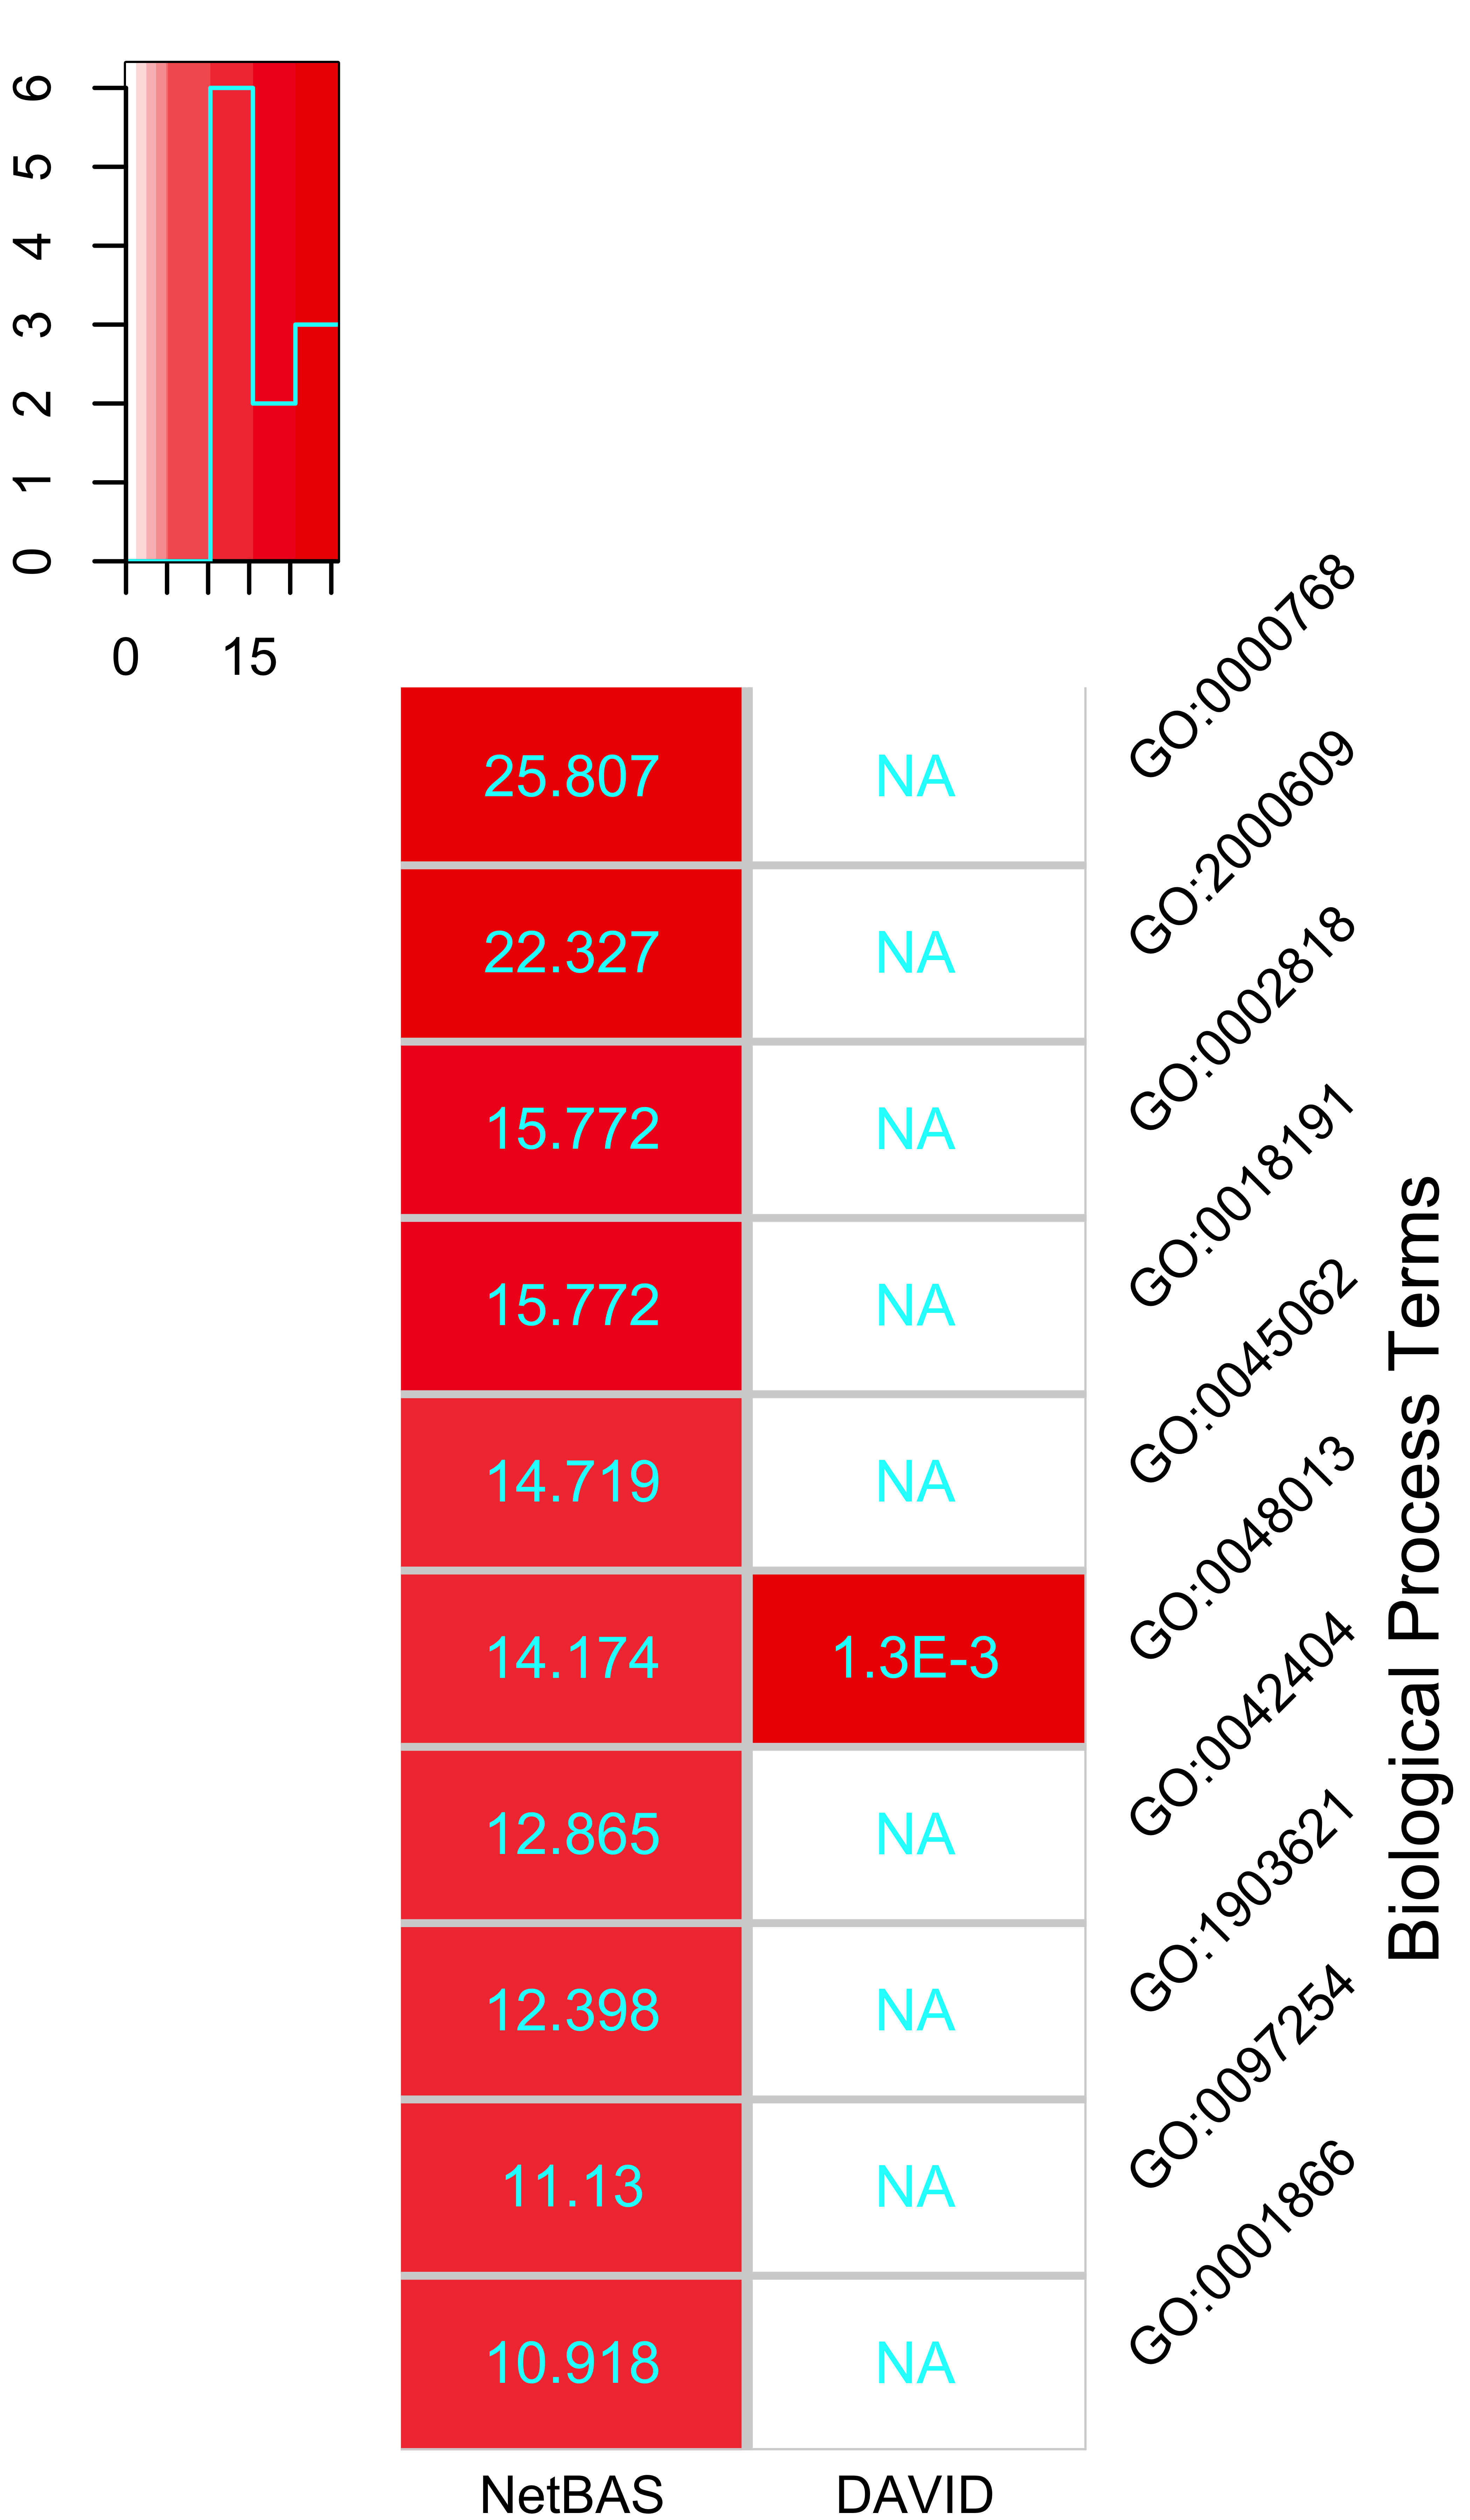 6
5
4
3
2
1
0
0 15
25.807 NA GO:0000768
22.327 NA GO:2000609
15.772 NA GO:0002818
15.772 NA GO:0018191
14.719 NA GO:0045062
14.174 1.3E-3 GO:0048013
12.865 NA GO:0042404
12.398 NA GO:1903621
11.13 NA GO:0097254
10.918 NA GO:0001866
Biological Process Terms
NetBAS DAVID